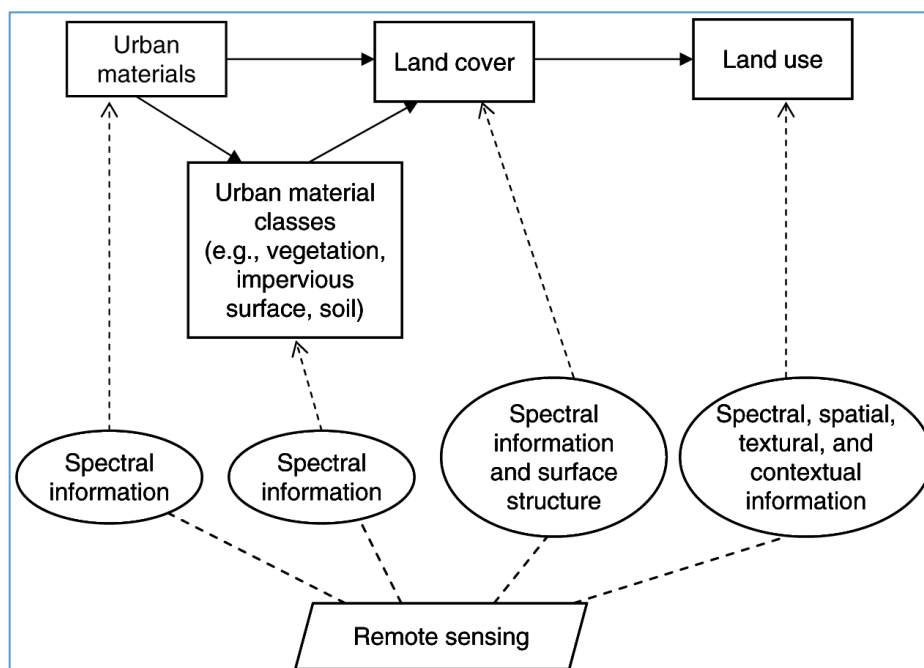 Urban
materials
Land cover
Land use
Urban material
classes
(e.g., vegetation,
impervious
surface, soil)
Spectral
information
Spectral
information
Spectral
information
and surface
structure
Spectral, spatial,
textural, and
contextual
information
Remote sensing